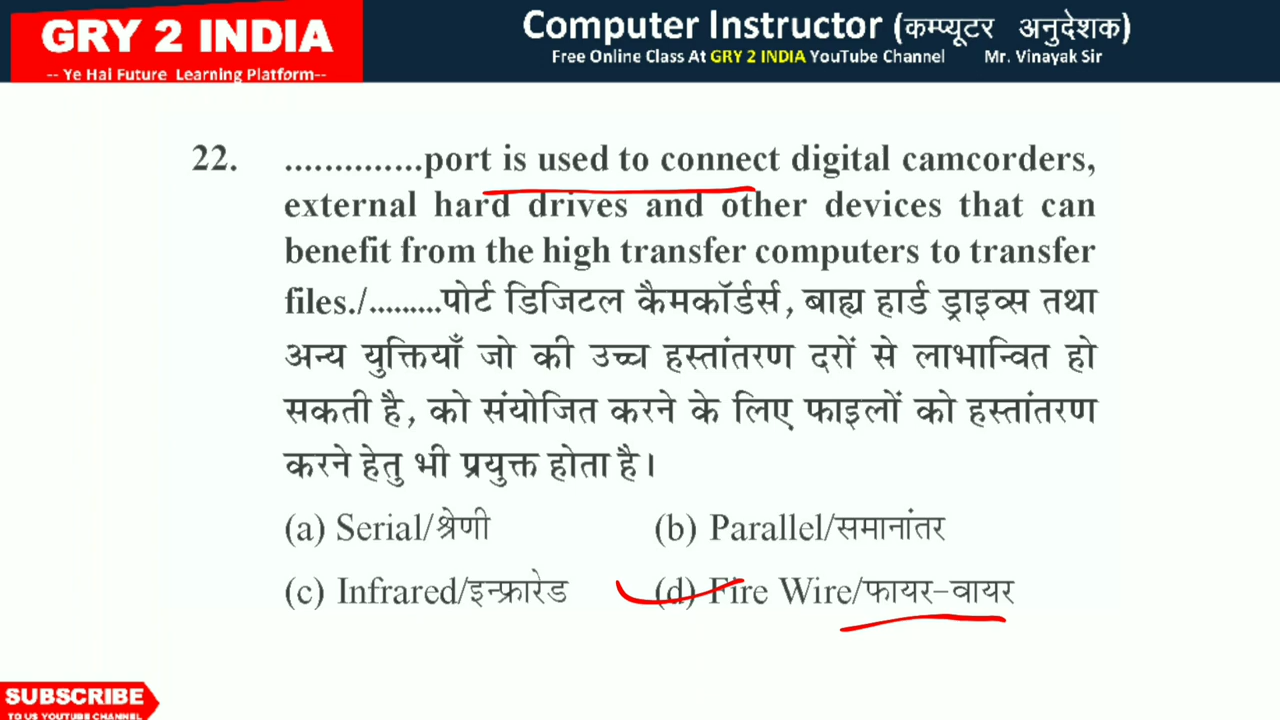 GRY 2 INDIA
-- Ye Hai Future Learning Platform--
Computer Instructor (कम्प्यूटर अनुदेशक)
Free Online Class At GRY 2 INDIA YouTube Channel Mr. Vinayak Sir
22. ..............port is used to connect digital camcorders,
external hard drives and other devices that can
benefit from the high transfer computers to transfer
files./.........पोर्ट डिजिटल कैमकॉर्डर्स, बाह्य हार्ड ड्राइव्स तथा
अन्य युक्तियाँ जो की उच्च हस्तांतरण दरों से लाभान्वित हो
सकती है, को संयोजित करने के लिए फाइलों को हस्तांतरण
करने हेतु भी प्रयुक्त होता है।
(a) Serial/श्रेणी (b) Parallel/समानांतर
(c) Infrared/इन्फ्रारेड (d) Fire Wire/फायर-वायर
SUBSCRIBE
TO US YOUTUBE CHANNEL